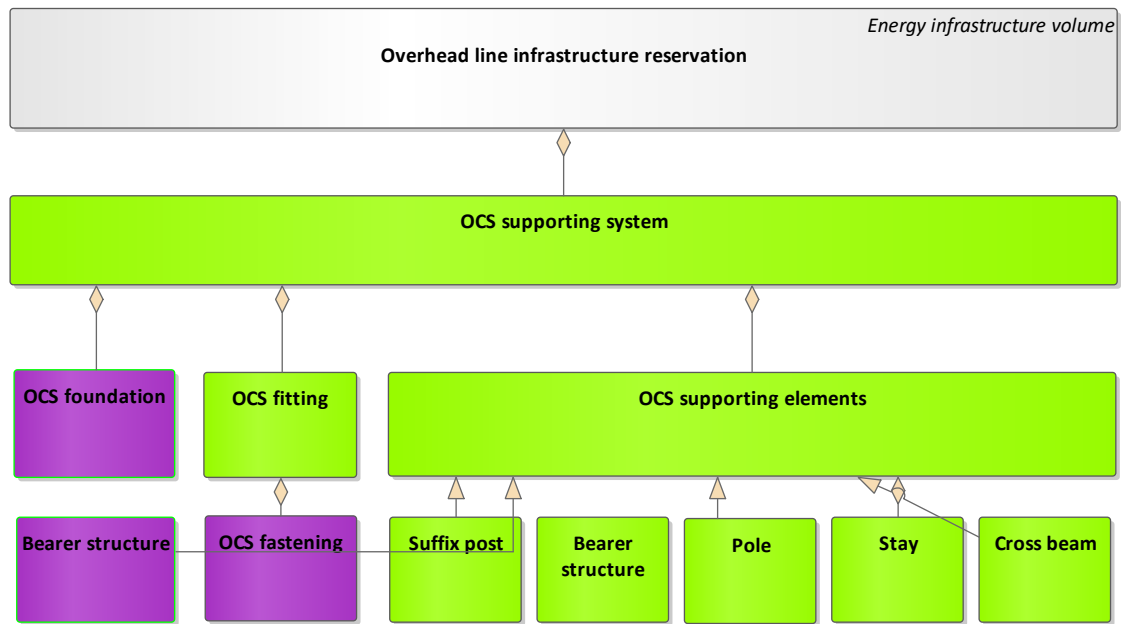 Energy infrastructure volume
Overhead line infrastructure reservation
OCS supporting system
OCS foundation
OCS fitting
OCS supporting elements
Bearer structure
OCS fastening
Suffix post
Bearer
structure
Pole
Stay
Cross beam